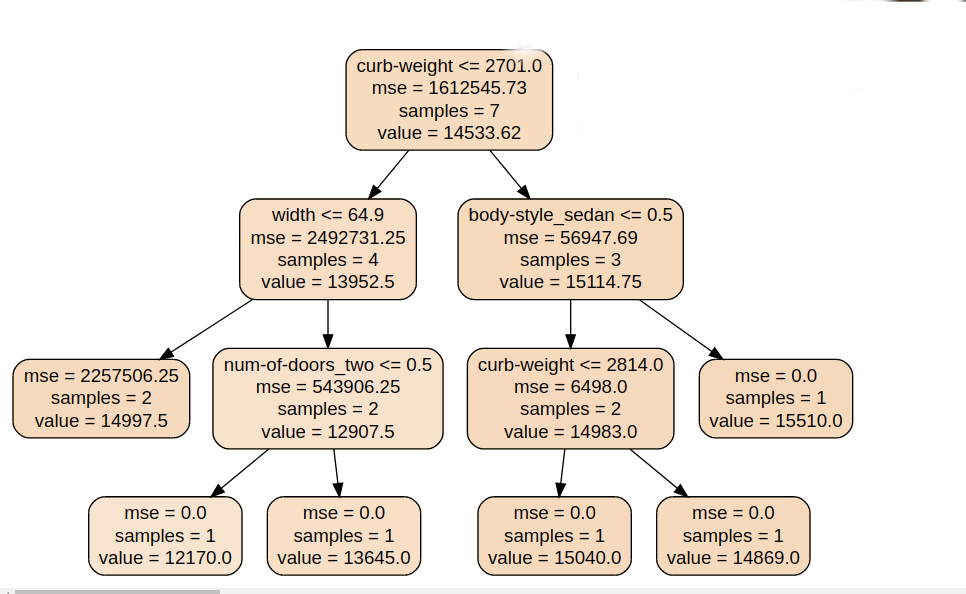 curb-weight <= 2701.0
mse = 1612545.73
samples = 7
value = 14533.62
width <= 64.9
mse = 2492731.25
samples = 4
value = 13952.5
body-style_sedan <= 0.5
mse = 56947.69
samples = 3
value = 15114.75
mse = 2257506.25
samples = 2
value = 14997.5
num-of-doors_two <= 0.5
mse = 543906.25
samples = 2
value = 12907.5
curb-weight <= 2814.0
mse = 6498.0
samples = 2
value = 14983.0
mse = 0.0
samples = 1
value = 15510.0
mse = 0.0
samples = 1
value = 12170.0
mse = 0.0
samples = 1
value = 13645.0
mse = 0.0
samples = 1
value = 15040.0
mse = 0.0
samples = 1
value = 14869.0